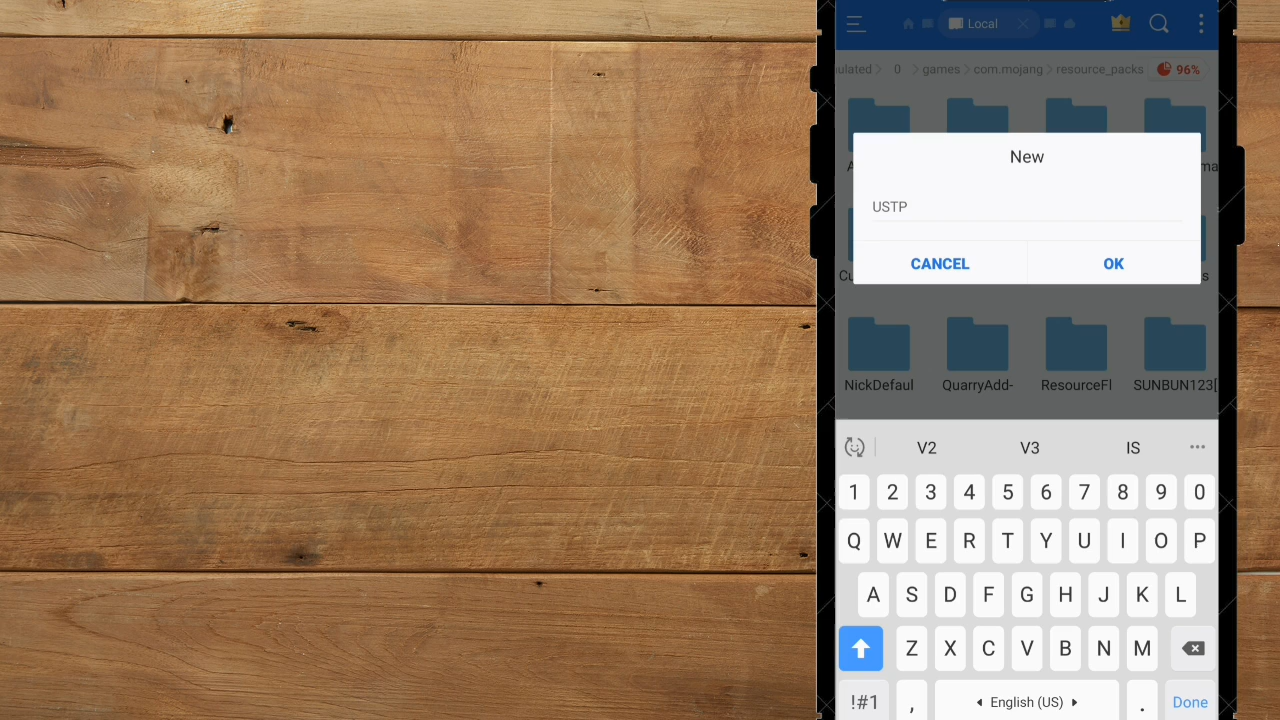 Local
ulated > 0 > games > com.mojang > resource_packs 96%
New
USTP
CANCEL OK
NickDefaul QuarryAdd- ResourceFl SUNBUN123[
V2 V3 IS
1 2 3 4 5 6 7 8 9 0
Q W E R T Y U I O P
A S D F G H J K L
Z X C V B N M
!#1 , English (US) . Done